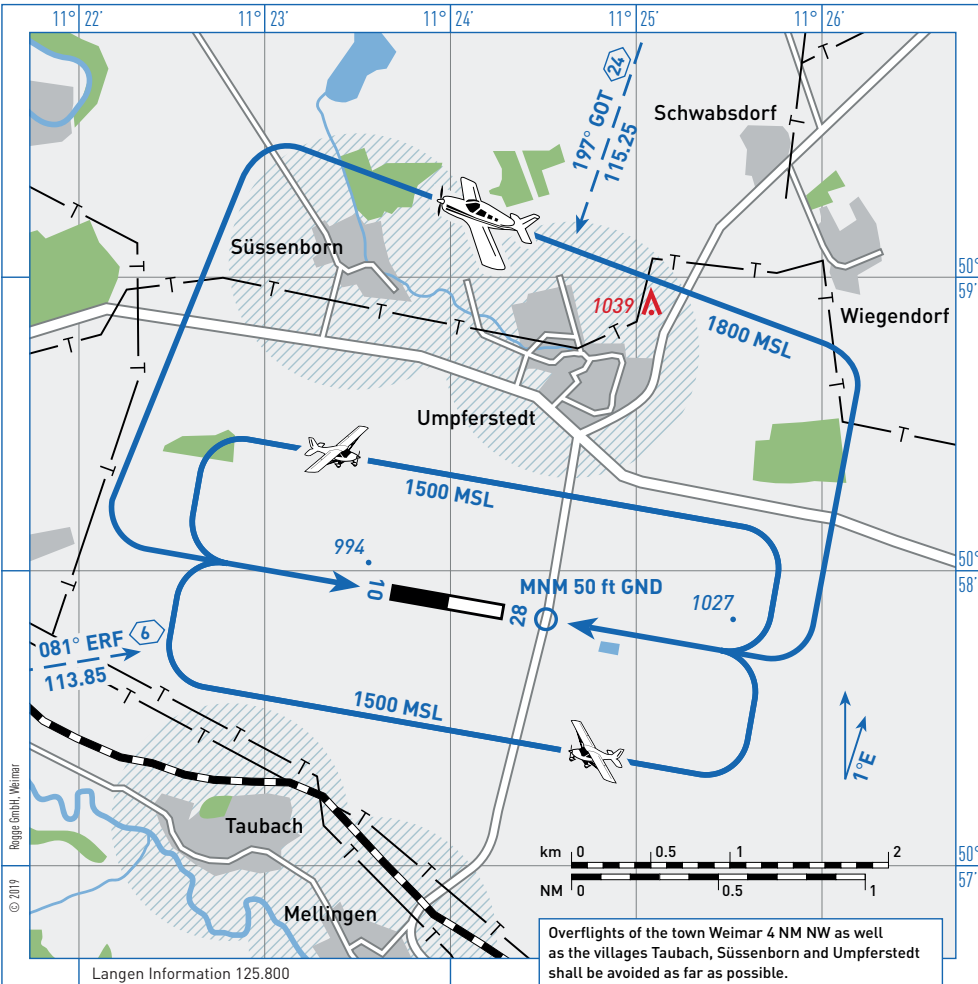 11° 22′ 11° 23′ 11° 24′ 11° 25′ 11° 26′
197° GOT 24
115.25
Schwabsdorf
Süssenborn
50°
59′
1039
1800 MSL
Wiegendorf
Umpferstedt
1500 MSL
994
50°
58′
10
28
MNM 50 ft GND
1027
081° ERF 6
113.85
1500 MSL
1°E
Taubach
50°
57′
km 0 0.5 1 2
NM 0 0.5 1
Mellingen
Overflights of the town Weimar 4 NM NW as well
as the villages Taubach, Süssenborn and Umpferstedt
shall be avoided as far as possible.
Langen Information 125.800
© 2019 Rogge GmbH, Weimar
T T T T T T T T T T T T T T T T T T T T T T T T